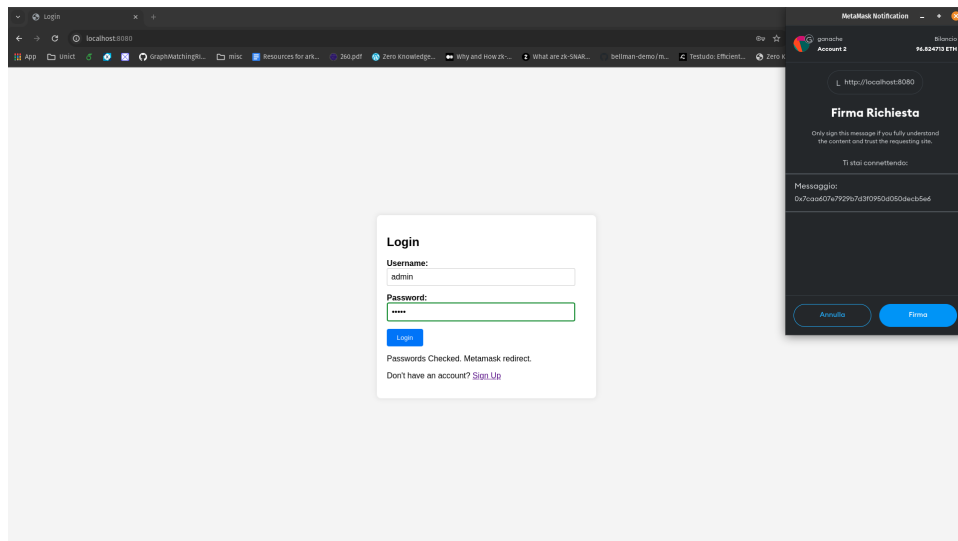 Login
MetaMask Notification
localhost:8080
App
Unict
GraphMatchingRi...
misc
Resources for ark...
260.pdf
Zero Knowledge...
Why and How zk-...
What are zk-SNAR...
bellman-demo/m...
Testudo: Efficient...
Zero K
ganache
Account 2
Bilancio
96.824713 ETH
L http://localhost:8080
Firma Richiesta
Only sign this message if you fully understand
the content and trust the requesting site.
Ti stai connettendo:
Messaggio:
0x7caa607e7929b7d3f0950d050decb5e6
Annulla
Firma
Login
Username:
admin
Password:
•••••
Login
Passwords Checked. Metamask redirect.
Don't have an account? Sign Up